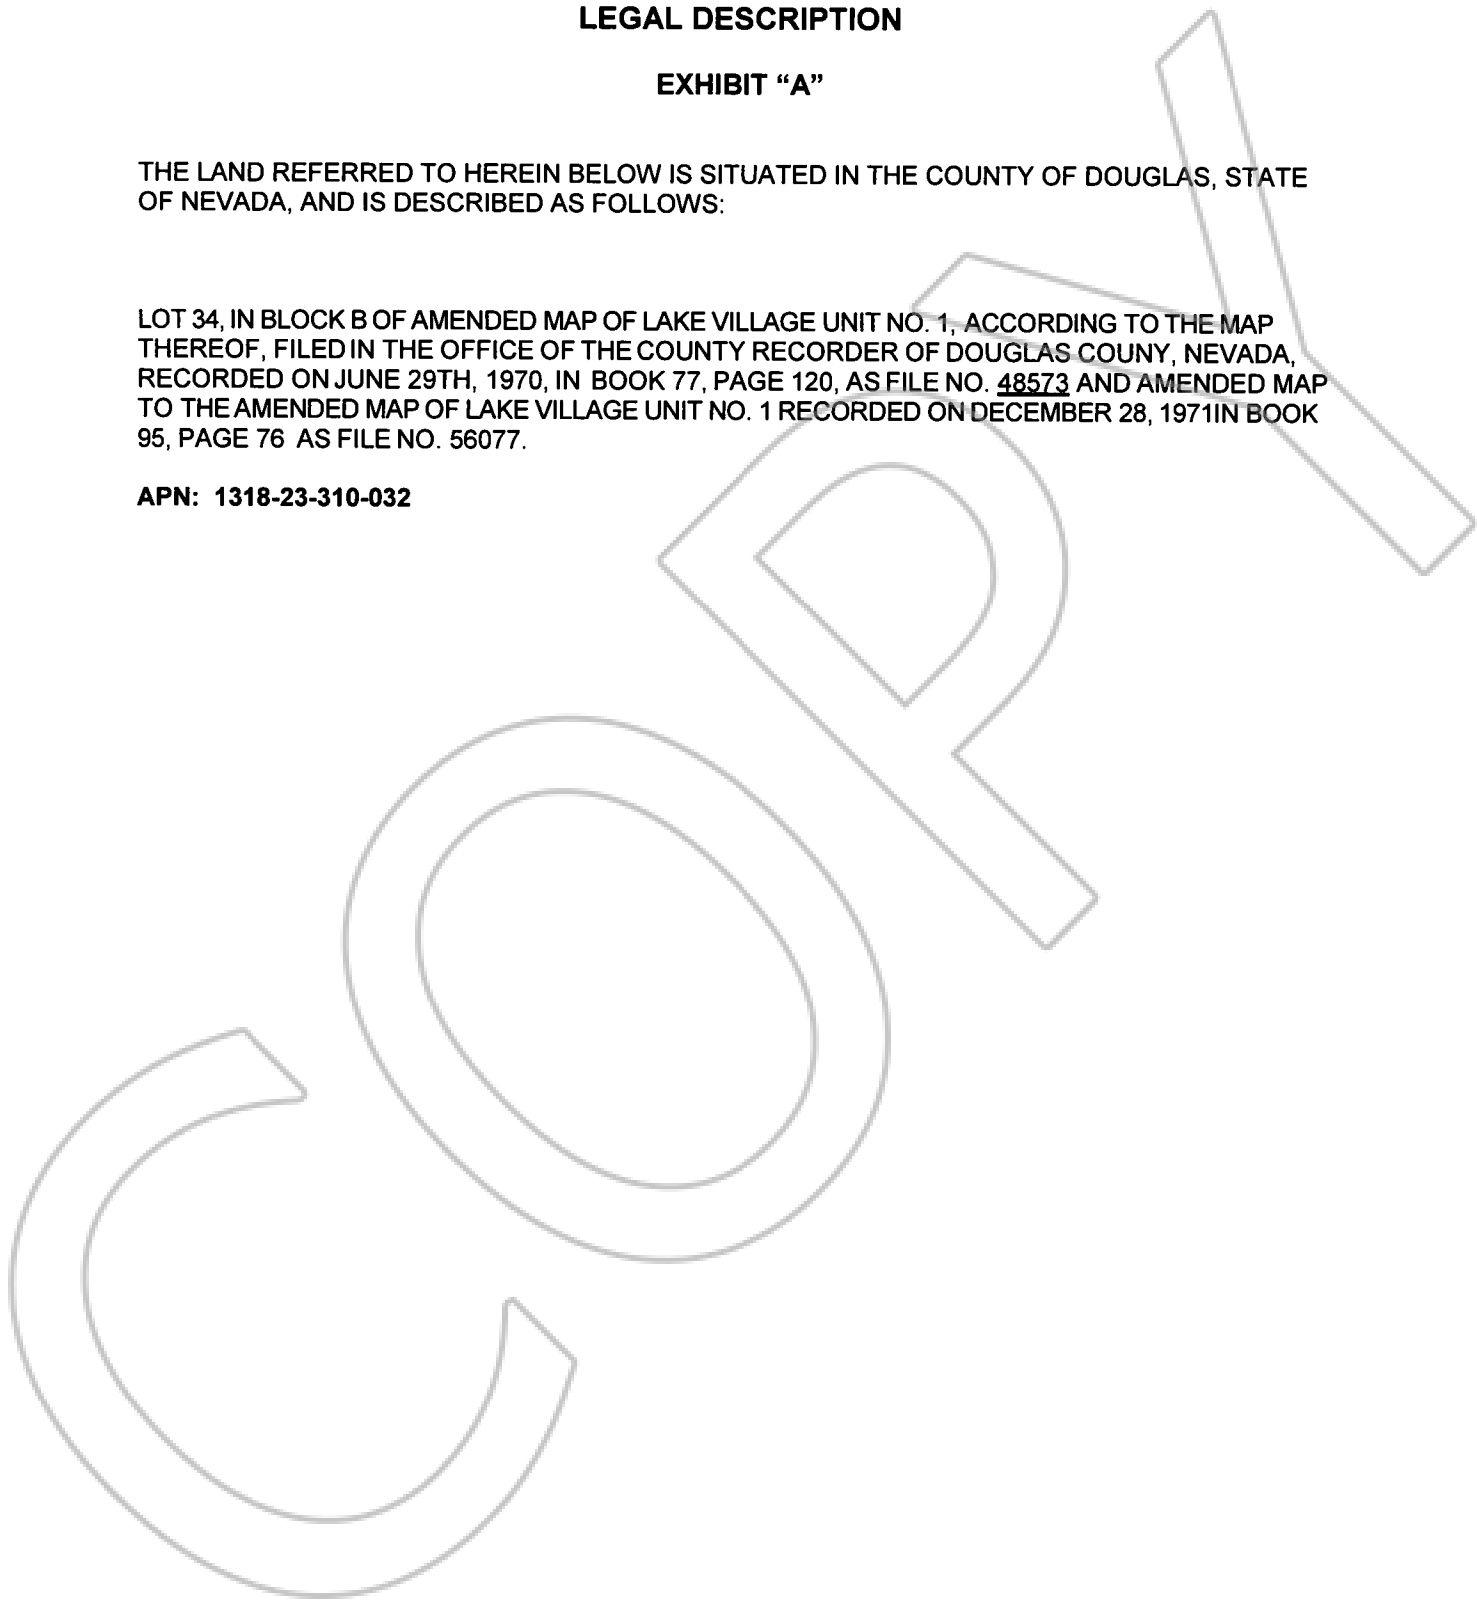 LEGAL DESCRIPTION
EXHIBIT “A”
THE LAND REFERRED TO HEREIN BELOW IS SITUATED IN THE COUNTY OF DOUGLAS, STATE
OF NEVADA, AND IS DESCRIBED AS FOLLOWS:
LOT 34, IN BLOCK B OF AMENDED MAP OF LAKE VILLAGE UNIT NO. 1, ACCORDING TO THE MAP
THEREOF, FILED IN THE OFFICE OF THE COUNTY RECORDER OF DOUGLAS COUNY, NEVADA,
RECORDED ON JUNE 29TH, 1970, IN BOOK 77, PAGE 120, AS FILE NO. 48573 AND AMENDED MAP
TO THE AMENDED MAP OF LAKE VILLAGE UNIT NO. 1 RECORDED ON DECEMBER 28, 1971IN BOOK
95, PAGE 76 AS FILE NO. 56077.
APN: 1318-23-310-032
COPY